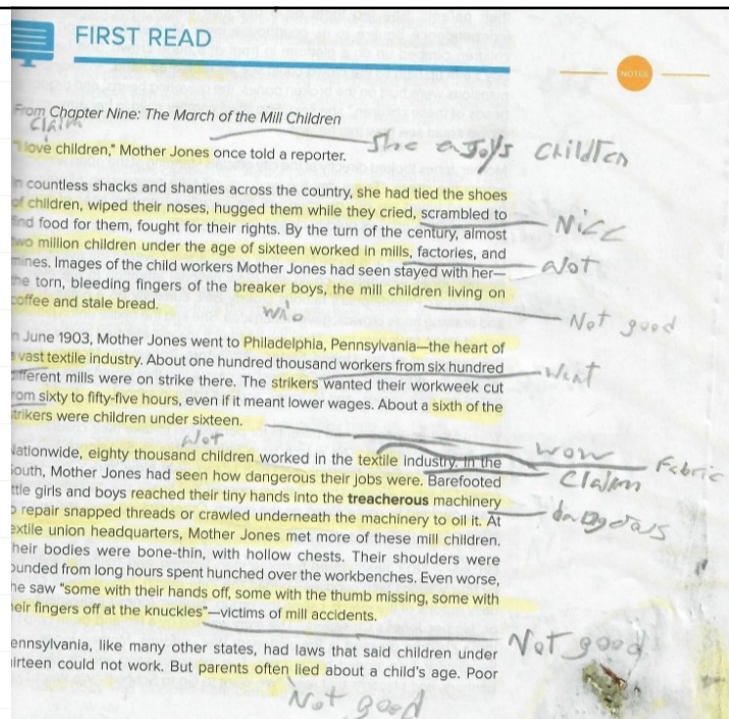 FIRST READ
NOTES
From Chapter Nine: The March of the Mill Children
Claim
"I love children," Mother Jones once told a reporter.
She enjoys children
In countless shacks and shanties across the country, she had tied the shoes
of children, wiped their noses, hugged them while they cried, scrambled to
Nice
find food for them, fought for their rights. By the turn of the century, almost
two million children under the age of sixteen worked in mills, factories, and
Alot
mines. Images of the child workers Mother Jones had seen stayed with her—
the torn, bleeding fingers of the breaker boys, the mill children living on
coffee and stale bread.
Not good
In June 1903, Mother Jones went to Philadelphia, Pennsylvania—the heart of
a vast textile industry. About one hundred thousand workers from six hundred
Want
different mills were on strike there. The strikers wanted their workweek cut
from sixty to fifty-five hours, even if it meant lower wages. About a sixth of the
strikers were children under sixteen.
Alot
wow
Nationwide, eighty thousand children worked in the textile industry. In the
Fabric
South, Mother Jones had seen how dangerous their jobs were. Barefooted
Claim
little girls and boys reached their tiny hands into the treacherous machinery
dangerous
to repair snapped threads or crawled underneath the machinery to oil it. At
textile union headquarters, Mother Jones met more of these mill children.
Their bodies were bone-thin, with hollow chests. Their shoulders were
rounded from long hours spent hunched over the workbenches. Even worse,
she saw "some with their hands off, some with the thumb missing, some with
their fingers off at the knuckles"—victims of mill accidents.
Not good
Pennsylvania, like many other states, had laws that said children under
thirteen could not work. But parents often lied about a child's age. Poor
Not good